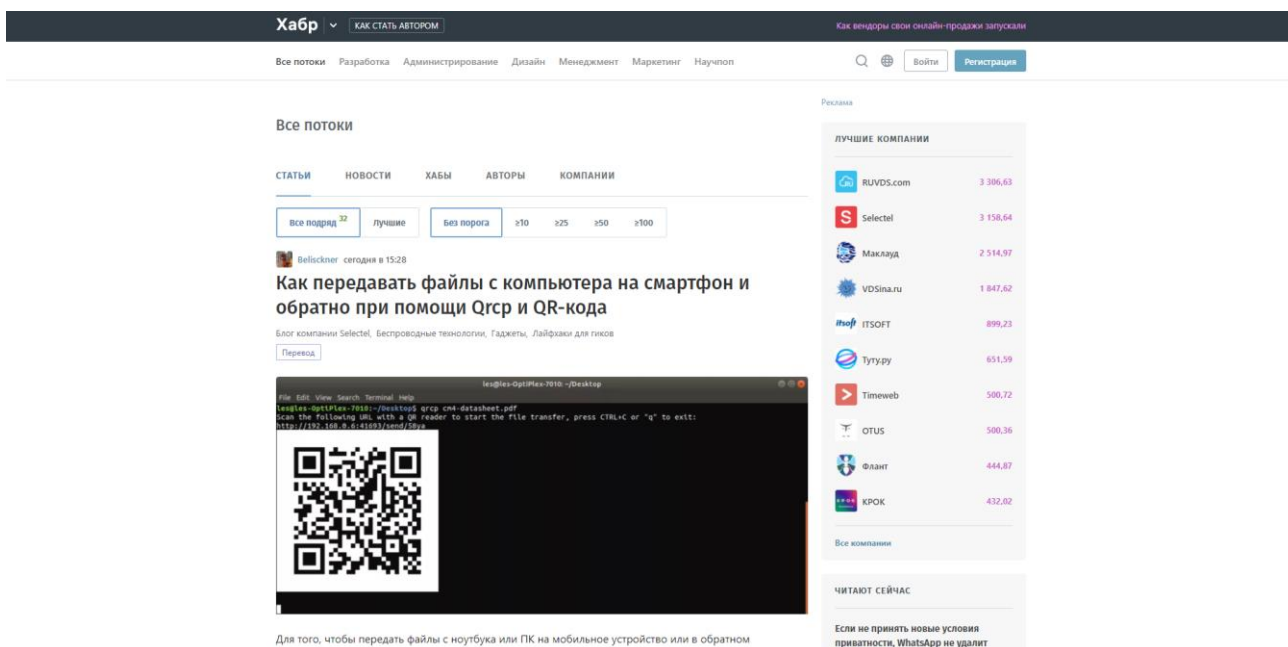 Хабр
КАК СТАТЬ АВТОРОМ
Как вендоры свои онлайн-продажи запускали
Все потоки Разработка Администрирование Дизайн Менеджмент Маркетинг Научпоп
Войти
Регистрация
Реклама
Все потоки
СТАТЬИ НОВОСТИ ХАБЫ АВТОРЫ КОМПАНИИ
Все подряд 32 Лучшие Без порога ≥10 ≥25 ≥50 ≥100
Belisckner сегодня в 15:28
Как передавать файлы с компьютера на смартфон и
обратно при помощи Qrcp и QR-кода
Блог компании Selectel, Беспроводные технологии, Гаджеты, Лайфхаки для гиков
Перевод
les@les-OptiPlex-7010: ~/Desktop
File Edit View Search Terminal Help
les@les-OptiPlex-7010:~/Desktop$ qrcp cm4-datasheet.pdf
Scan the following URL with a QR reader to start the file transfer, press CTRL+C or "q" to exit:
http://192.168.0.6:41693/send/58ya
Для того, чтобы передать файлы с ноутбука или ПК на мобильное устройство или в обратном
ЛУЧШИЕ КОМПАНИИ
RUVDS.com 3 306,63
Selectel 3 158,64
Маклауд 2 514,97
VDSina.ru 1 847,62
itsoft ITSOFT 899,23
Туту.ру 651,59
Timeweb 500,72
OTUS 500,36
Флант 444,87
КРОК 432,02
Все компании
ЧИТАЮТ СЕЙЧАС
Если не принять новые условия
приватности, WhatsApp не удалит